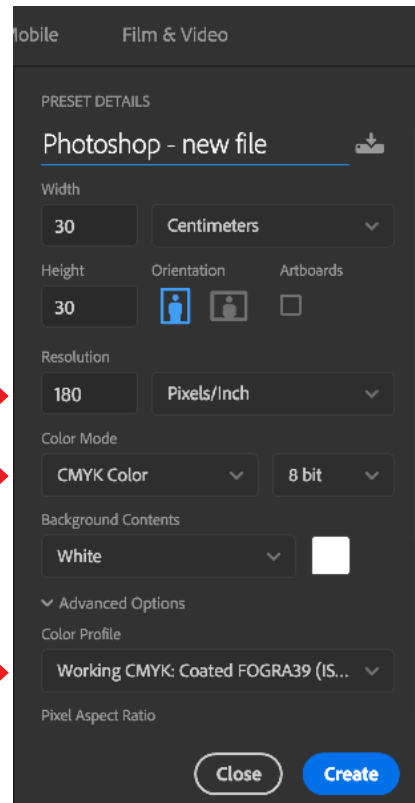 Mobile Film & Video
PRESET DETAILS
Photoshop - new file
Width
30 Centimeters
Height Orientation Artboards
30
Resolution
180 Pixels/Inch
Color Mode
CMYK Color 8 bit
Background Contents
White
Advanced Options
Color Profile
Working CMYK: Coated FOGRA39 (IS...
Pixel Aspect Ratio
Close Create